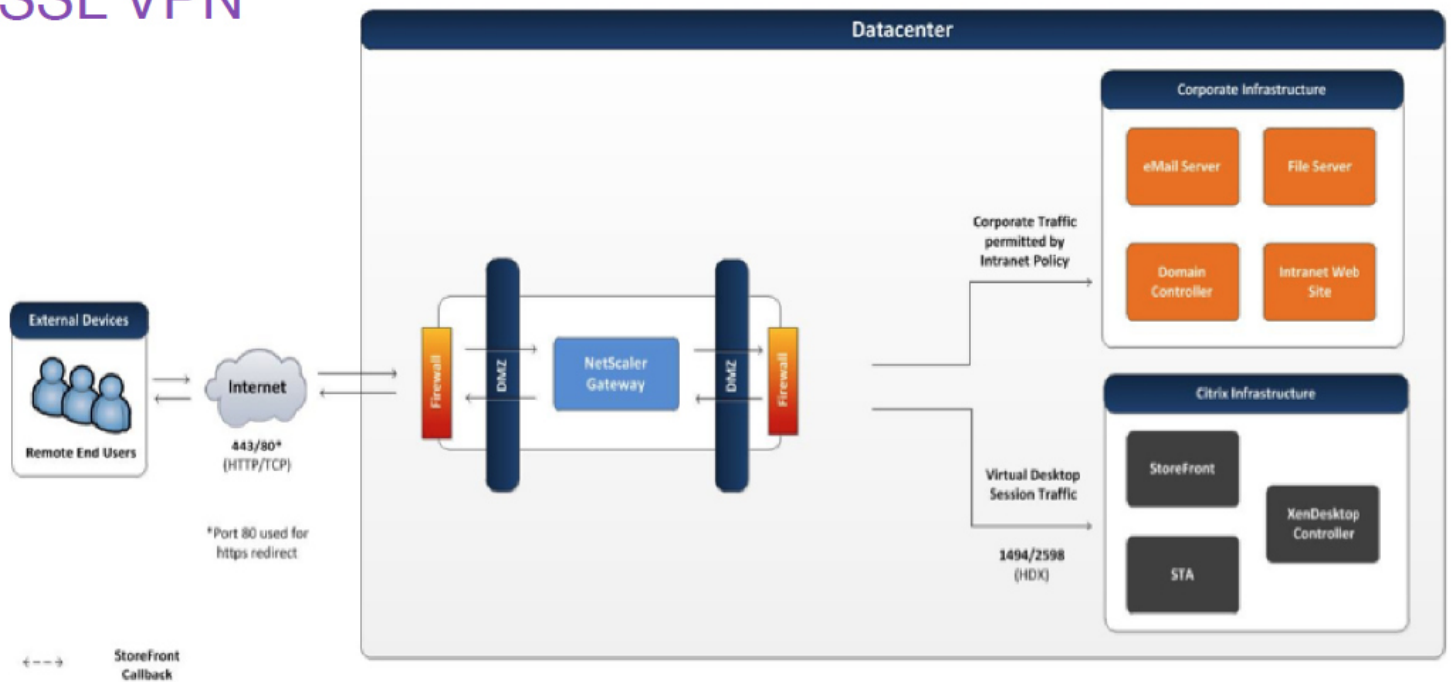 SSL VPN
Datacenter
Corporate Infrastructure
eMail Server
File Server
Domain
Controller
Intranet Web
Site
Corporate Traffic
permitted by
Intranet Policy
External Devices
Remote End Users
Internet
443/80*
(HTTP/TCP)
*Port 80 used for
https redirect
Firewall
DMZ
NetScaler
Gateway
DMZ
Firewall
Citrix Infrastructure
StoreFront
XenDesktop
Controller
STA
Virtual Desktop
Session Traffic
1494/2598
(HDX)
StoreFront
Callback